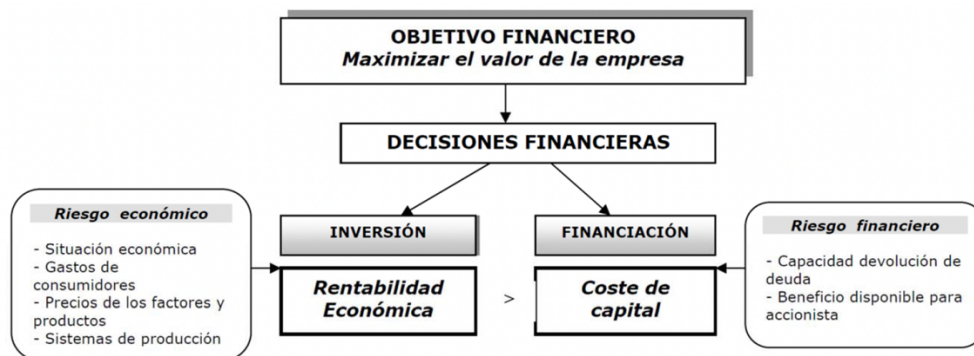 OBJETIVO FINANCIERO
Maximizar el valor de la empresa
DECISIONES FINANCIERAS
Riesgo económico
- Situación económica
- Gastos de
consumidores
- Precios de los factores y
productos
- Sistemas de producción
INVERSIÓN
Rentabilidad
Económica
>
FINANCIACIÓN
Coste de
capital
Riesgo financiero
- Capacidad devolución de
deuda
- Beneficio disponible para
accionista